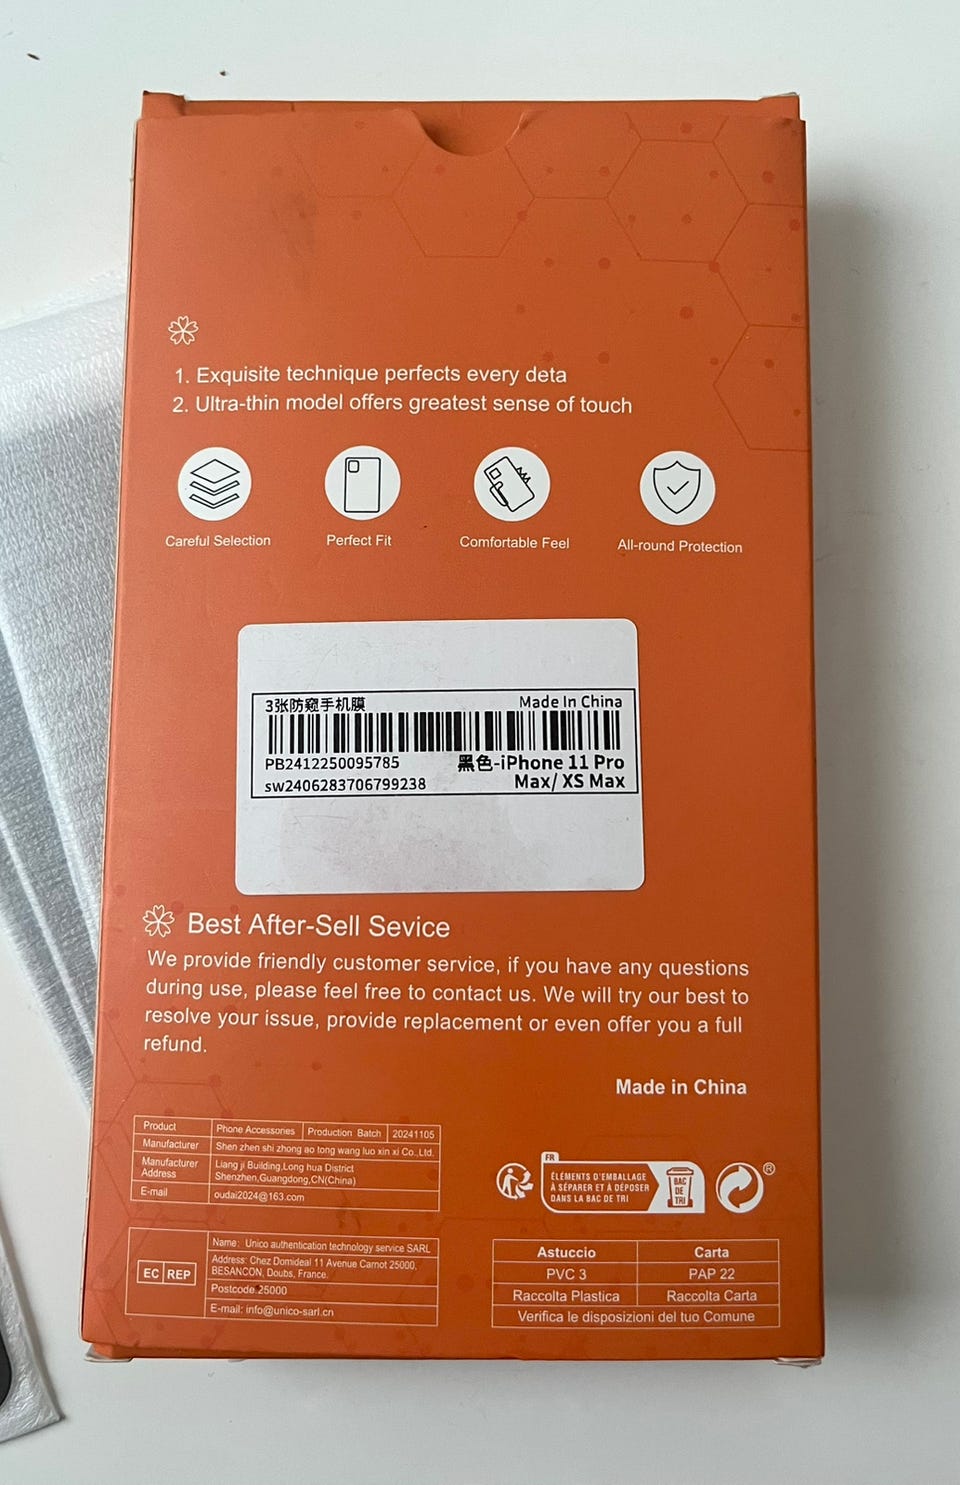 1. Exquisite technique perfects every deta
2. Ultra-thin model offers greatest sense of touch
Careful Selection
Perfect Fit
Comfortable Feel
All-round Protection
3张防窥手机膜
Made In China
PB2412250095785
sw2406283706799238
黑色-iPhone 11 Pro
Max/ XS Max
Best After-Sell Sevice
We provide friendly customer service, if you have any questions
during use, please feel free to contact us. We will try our best to
resolve your issue, provide replacement or even offer you a full
refund.
Made in China
Product
Phone Accessories
Production Batch
20241105
Manufacturer
Shen zhen shi zhong ao tong wang luo xin xi Co.,Ltd.
Manufacturer
Address
Liang ji Building,Long hua District
Shenzhen,Guangdong,CN(China)
E-mail
oudai2024@163.com
EC REP
Name: Unico authentication technology service SARL
Address: Chez Domideal 11 Avenue Carnot 25000,
BESANCON, Doubs, France.
Postcode:25000
E-mail: info@unico-sarl.cn
FR
ÉLÉMENTS D'EMBALLAGE
À SÉPARER ET À DÉPOSER
DANS LA BAC DE TRI
BAC
DE
TRI
®
Astuccio
Carta
PVC 3
PAP 22
Raccolta Plastica
Raccolta Carta
Verifica le disposizioni del tuo Comune